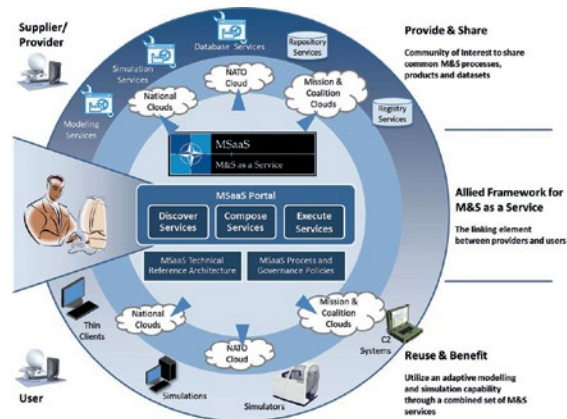 Supplier/
Provider
Database Services
Repository
Services
Simulation
Services
Modeling
Services
Registry
Services
National
Clouds
NATO
Cloud
Mission &
Coalition
Clouds
Provide & Share
Community of Interest to share
common M&S processes,
products and datasets
MSaaS
M&S as a Service
MSaaS Portal
Discover
Services
Compose
Services
Execute
Services
MSaaS Technical
Reference Architecture
MSaaS Process and
Governance Policies
Allied Framework for
M&S as a Service
The linking element
between providers and users
National
Clouds
NATO
Cloud
Mission &
Coalition
Clouds
Thin
Clients
Simulations
Simulators
C2
Systems
User
Reuse & Benefit
Utilize an adaptive modelling
and simulation capability
through a combined set of M&S
services